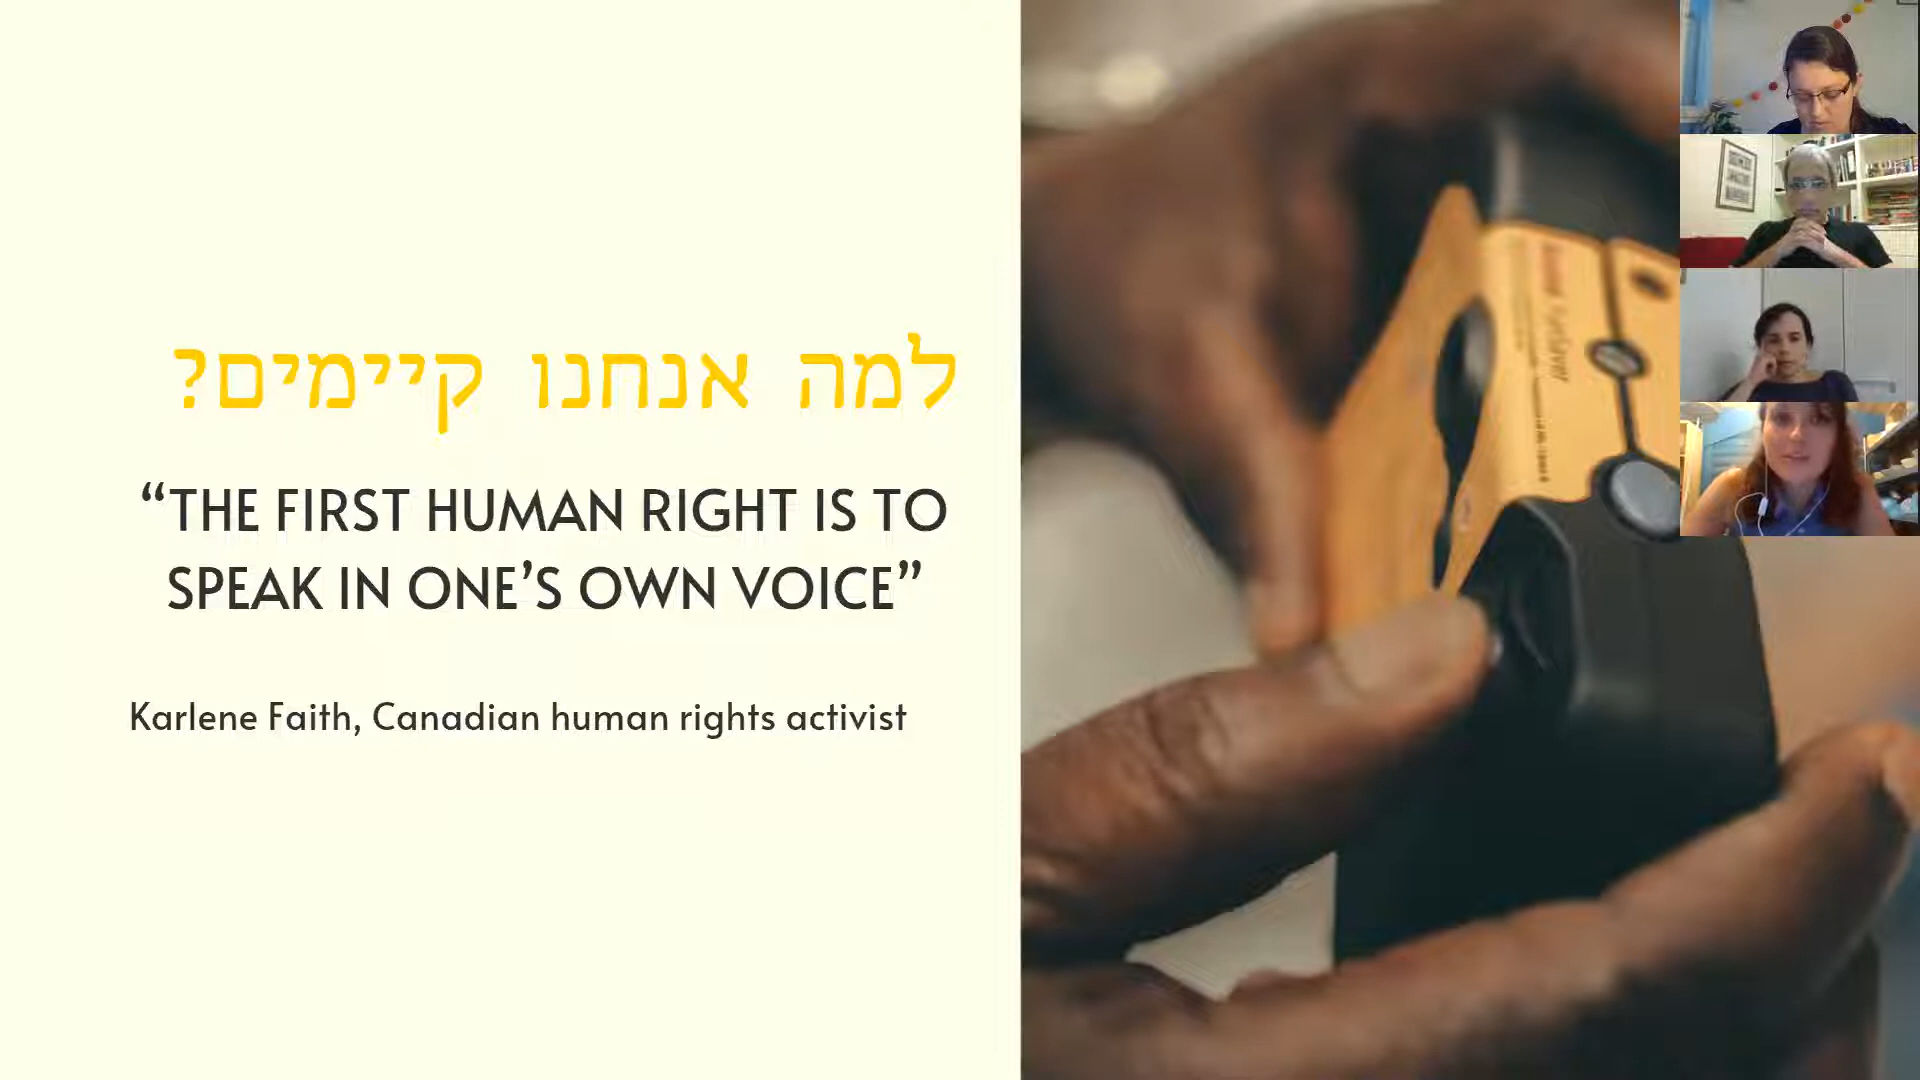 למה אנחנו קיימים?
“THE FIRST HUMAN RIGHT IS TO
SPEAK IN ONE’S OWN VOICE”
Karlene Faith, Canadian human rights activist